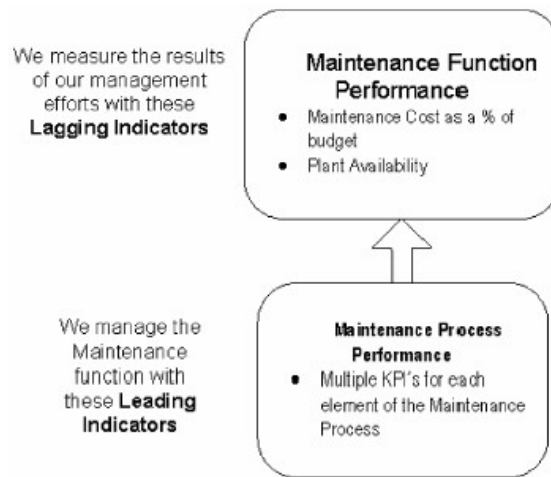 We measure the results
of our management
efforts with these
Lagging Indicators
Maintenance Function
Performance
• Maintenance Cost as a % of
budget
• Plant Availability
We manage the
Maintenance
function with
these Leading
Indicators
Maintenance Process
Performance
• Multiple KPI's for each
element of the Maintenance
Process